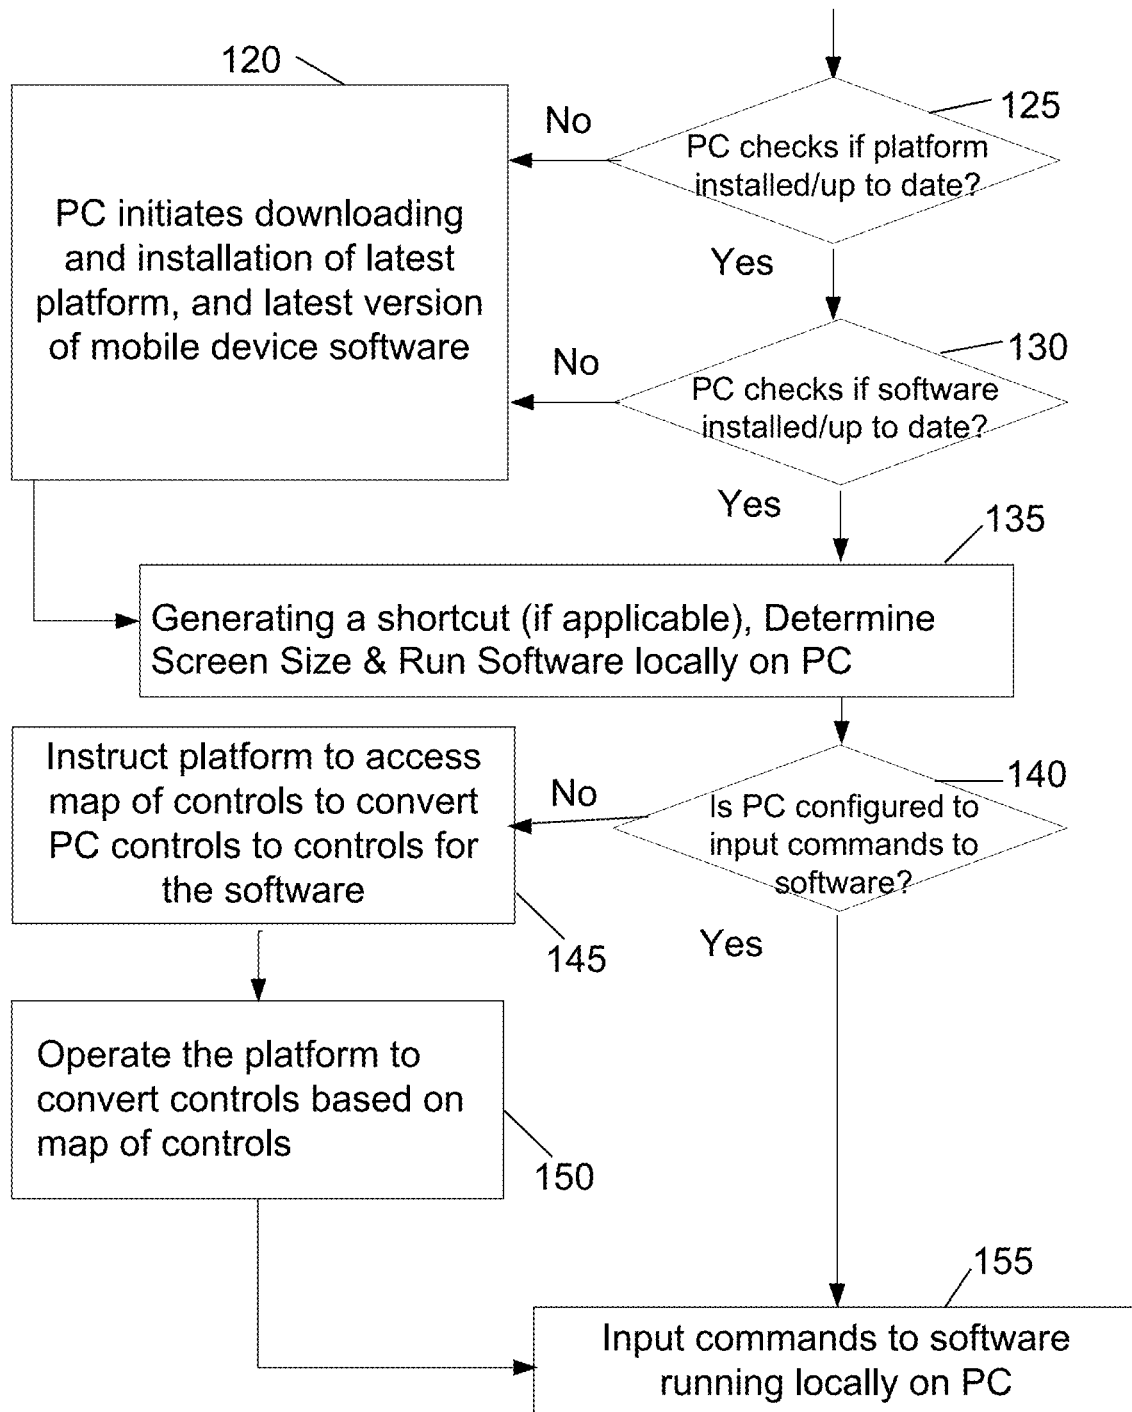 120
125
No
PC checks if platform
installed/up to date?
PC initiates downloading
and installation of latest
platform, and latest version
of mobile device software
Yes
130
No
PC checks if software
installed/up to date?
Yes
135
Generating a shortcut (if applicable), Determine
Screen Size & Run Software locally on PC
Instruct platform to access
map of controls to convert
PC controls to controls for
the software
No
140
Is PC configured to
input commands to
software?
145
Yes
Operate the platform to
convert controls based on
map of controls
150
155
Input commands to software
running locally on PC